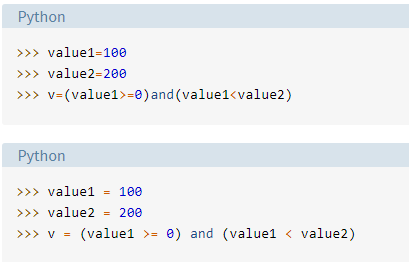 Python
>>> value1=100
>>> value2=200
>>> v=(value1>=0)and(value1<value2)
Python
>>> value1 = 100
>>> value2 = 200
>>> v = (value1 >= 0) and (value1 < value2)